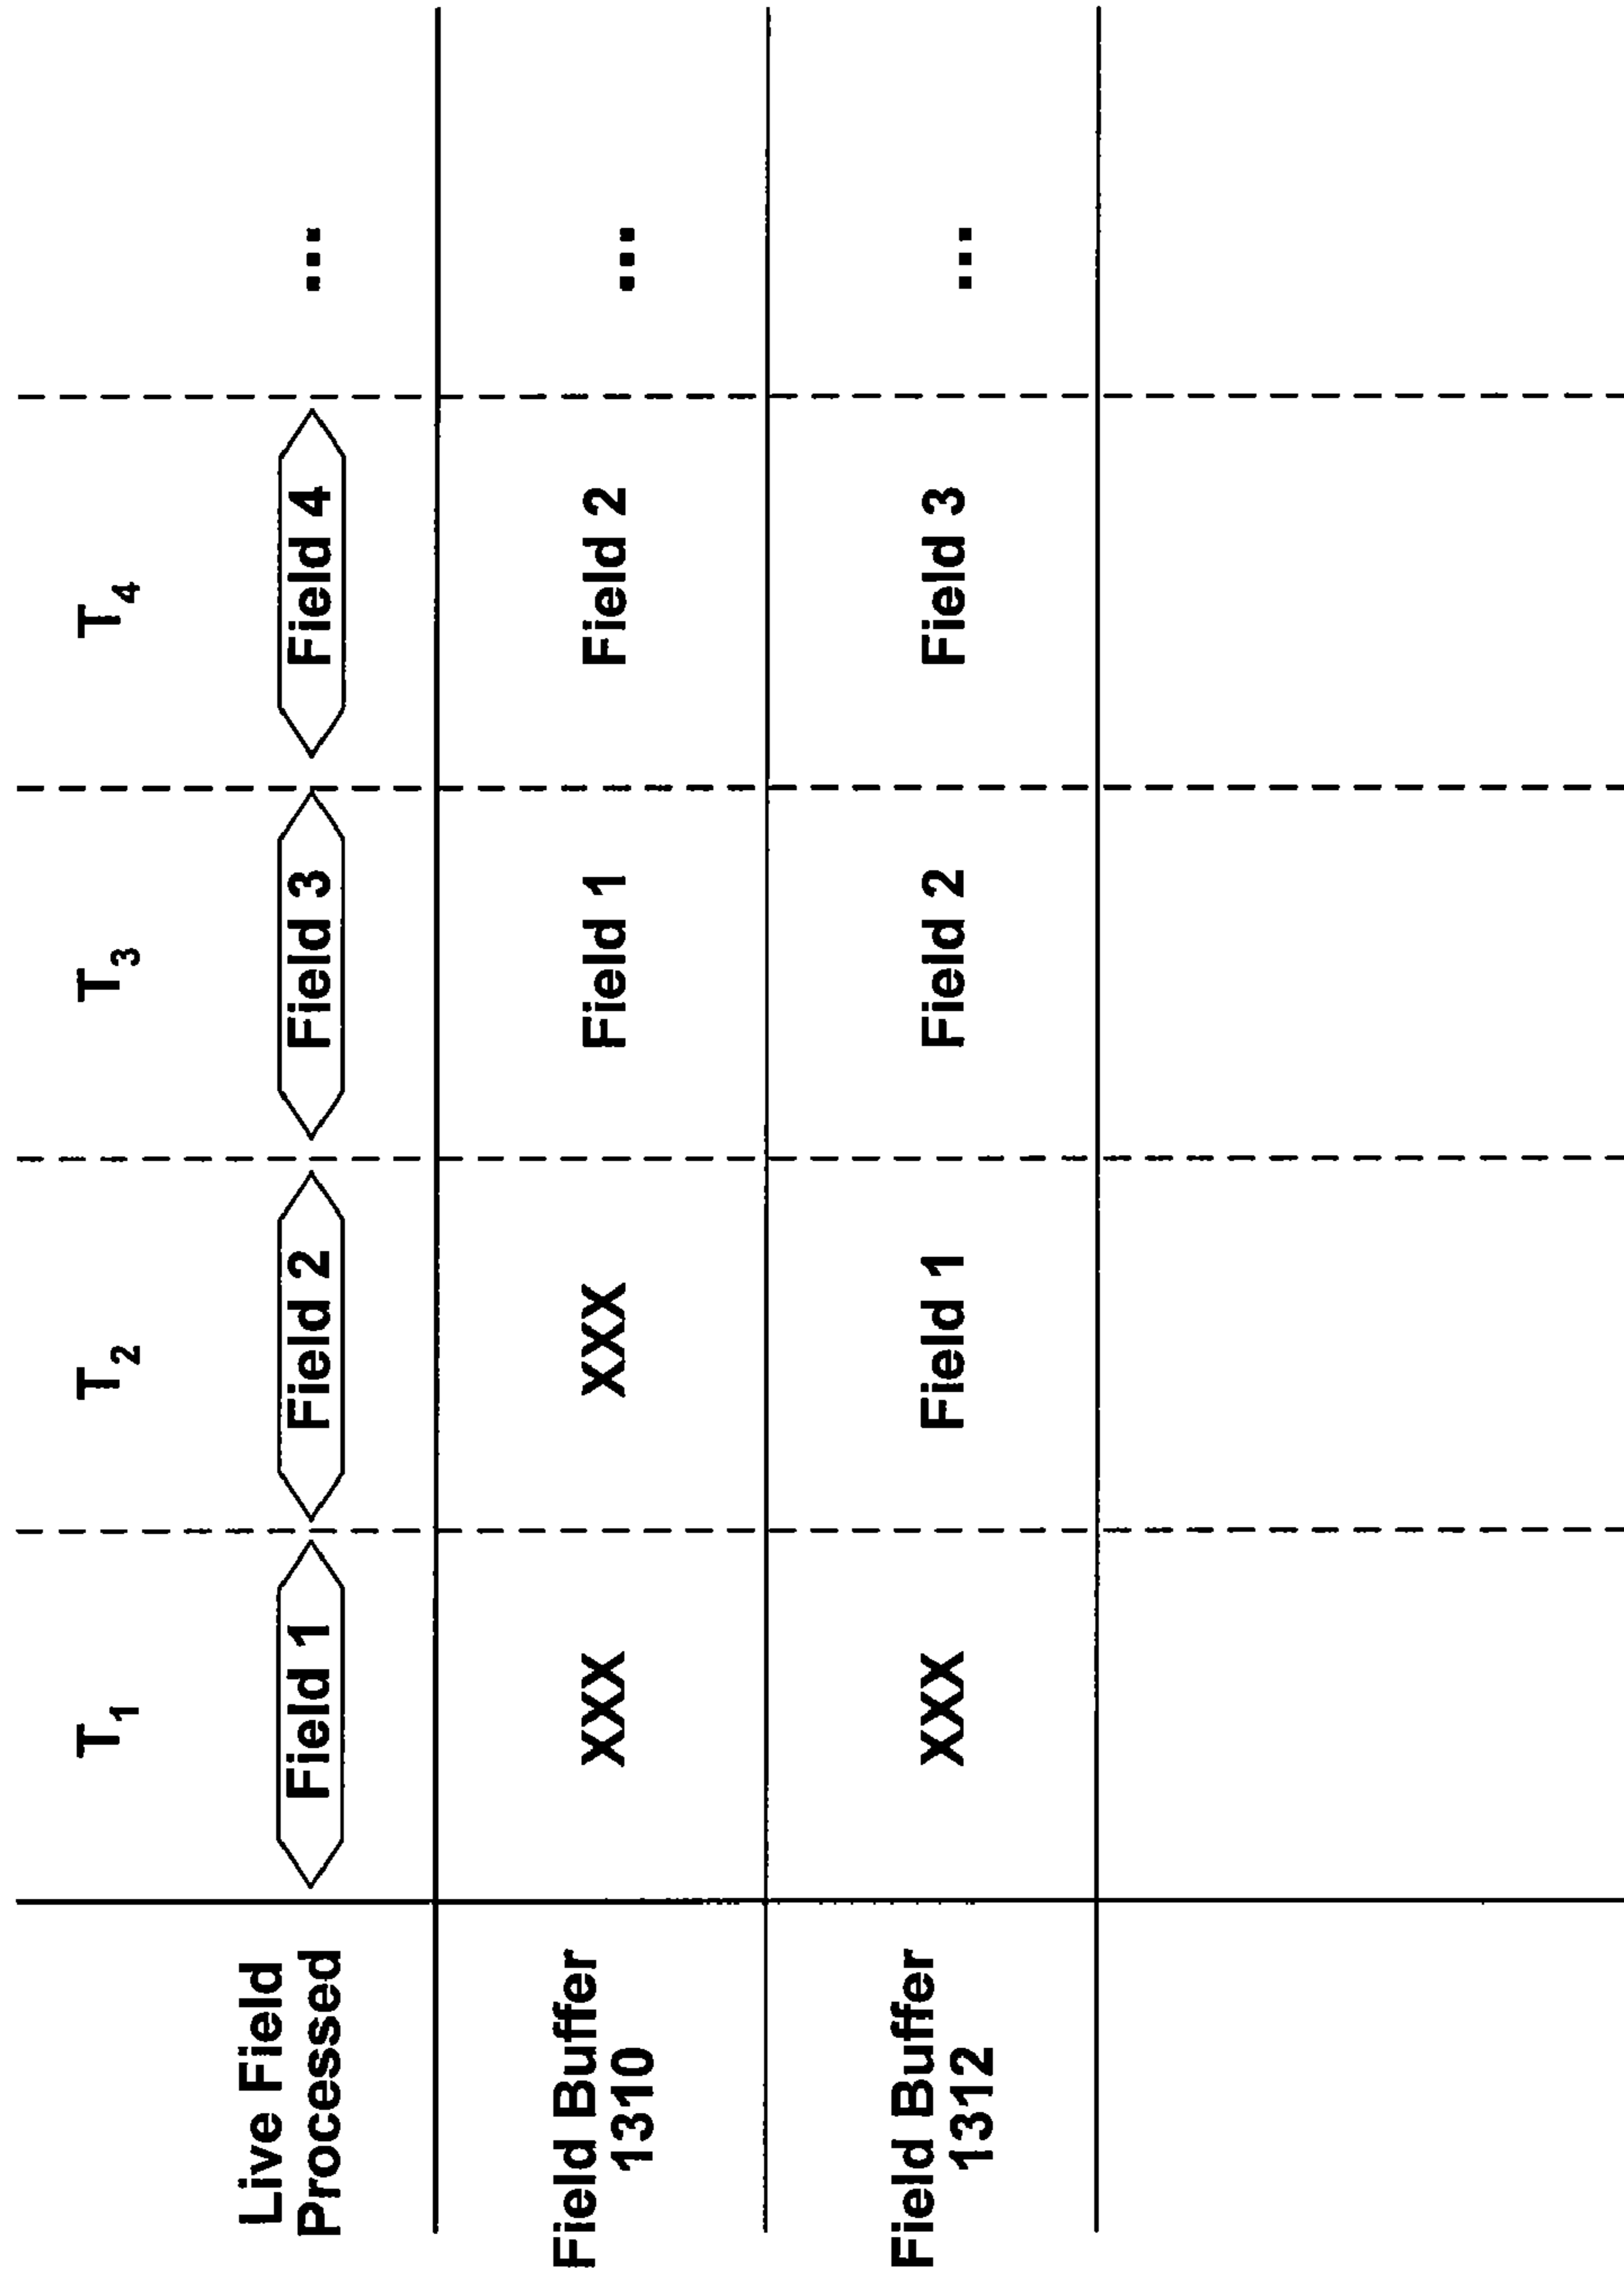 T1 T2 T3 T4
Live Field
Processed
Field 1 Field 2 Field 3 Field 4 ...
Field Buffer
1310
XXX XXX Field 1 Field 2 ...
Field Buffer
1312
XXX Field 1 Field 2 Field 3 ...